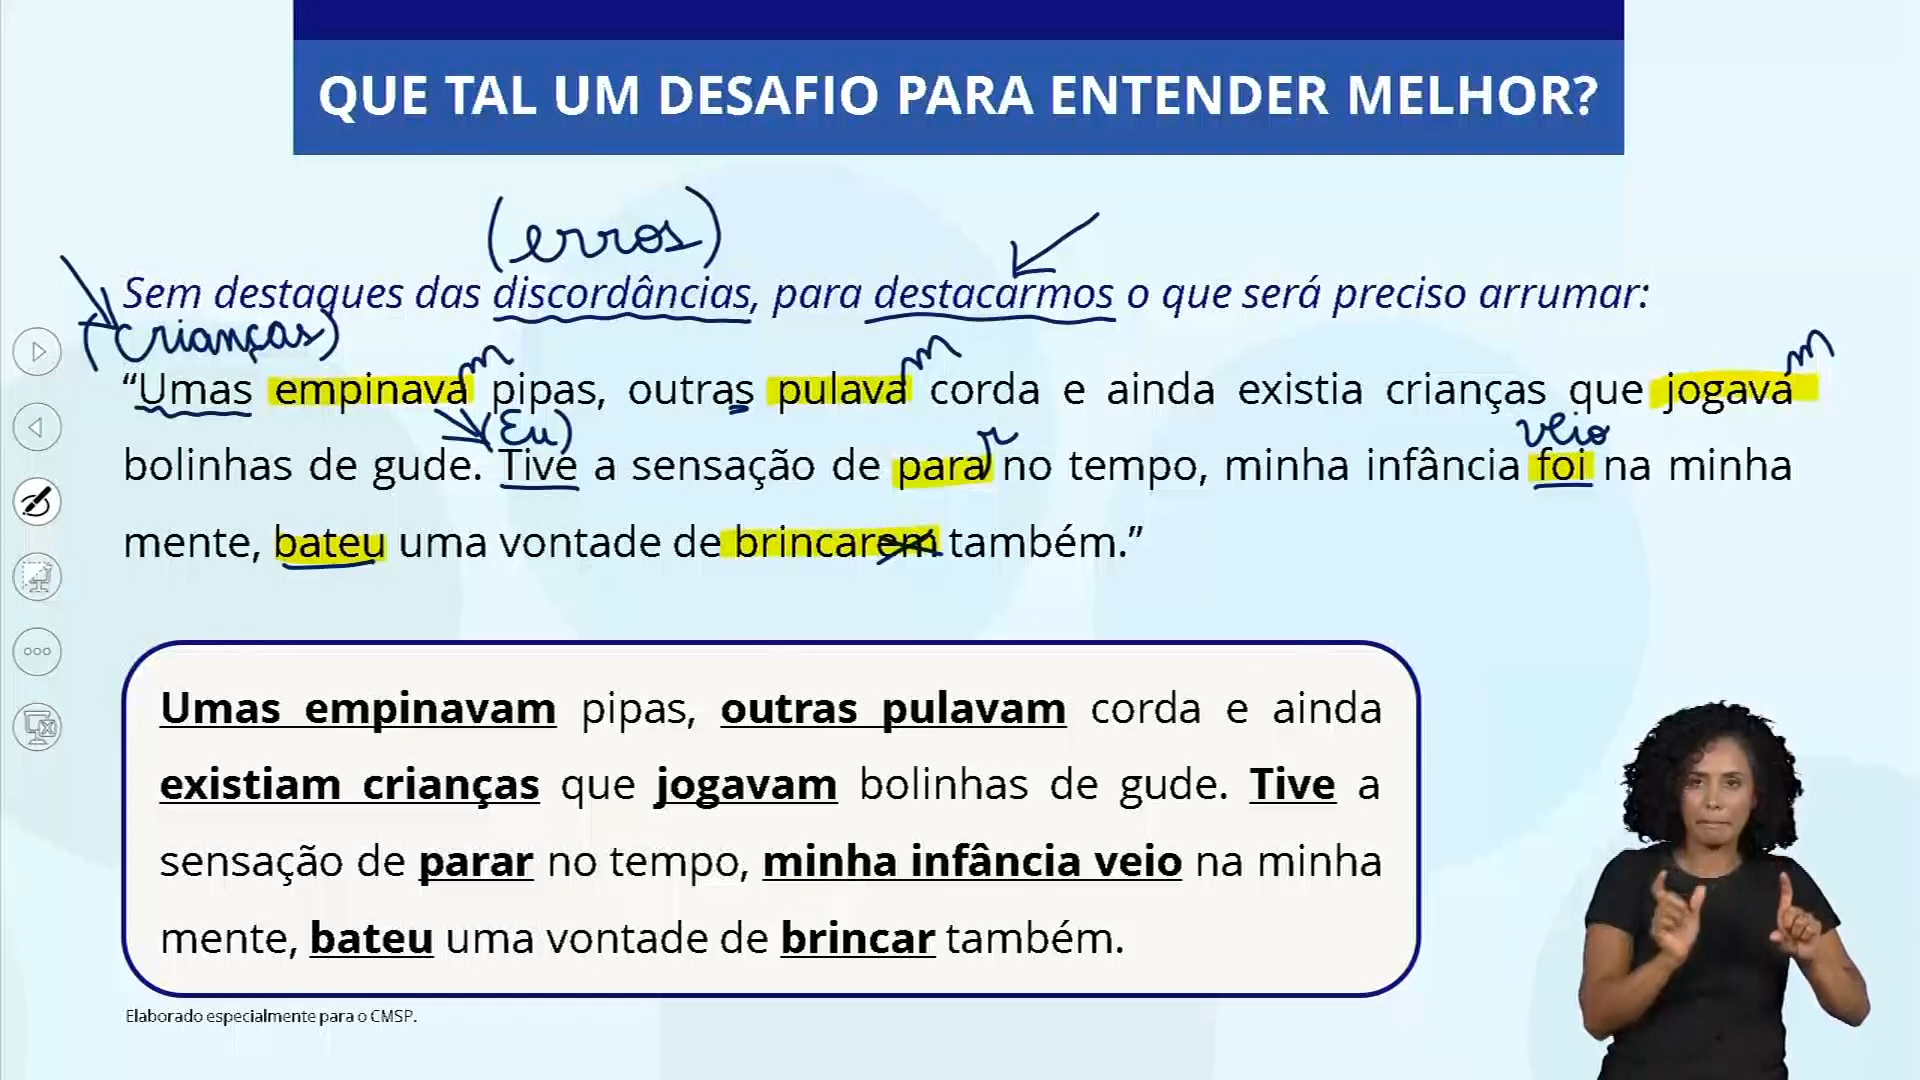 QUE TAL UM DESAFIO PARA ENTENDER MELHOR?
(erros)
Sem destaques das discordâncias, para destacarmos o que será preciso arrumar:
(crianças)
m m m
“Umas empinava pipas, outras pulava corda e ainda existia crianças que jogava
(Eu) r veio
bolinhas de gude. Tive a sensação de para no tempo, minha infância foi na minha
mente, bateu uma vontade de brincarem também.”
Umas empinavam pipas, outras pulavam corda e ainda
existiam crianças que jogavam bolinhas de gude. Tive a
sensação de parar no tempo, minha infância veio na minha
mente, bateu uma vontade de brincar também.
Elaborado especialmente para o CMSP.